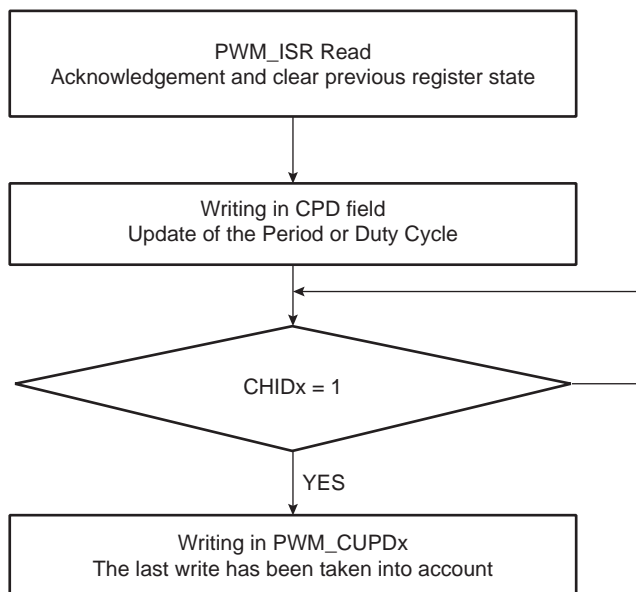 PWM_ISR Read
Acknowledgement and clear previous register state
Writing in CPD field
Update of the Period or Duty Cycle
CHIDx = 1
YES
Writing in PWM_CUPDx
The last write has been taken into account